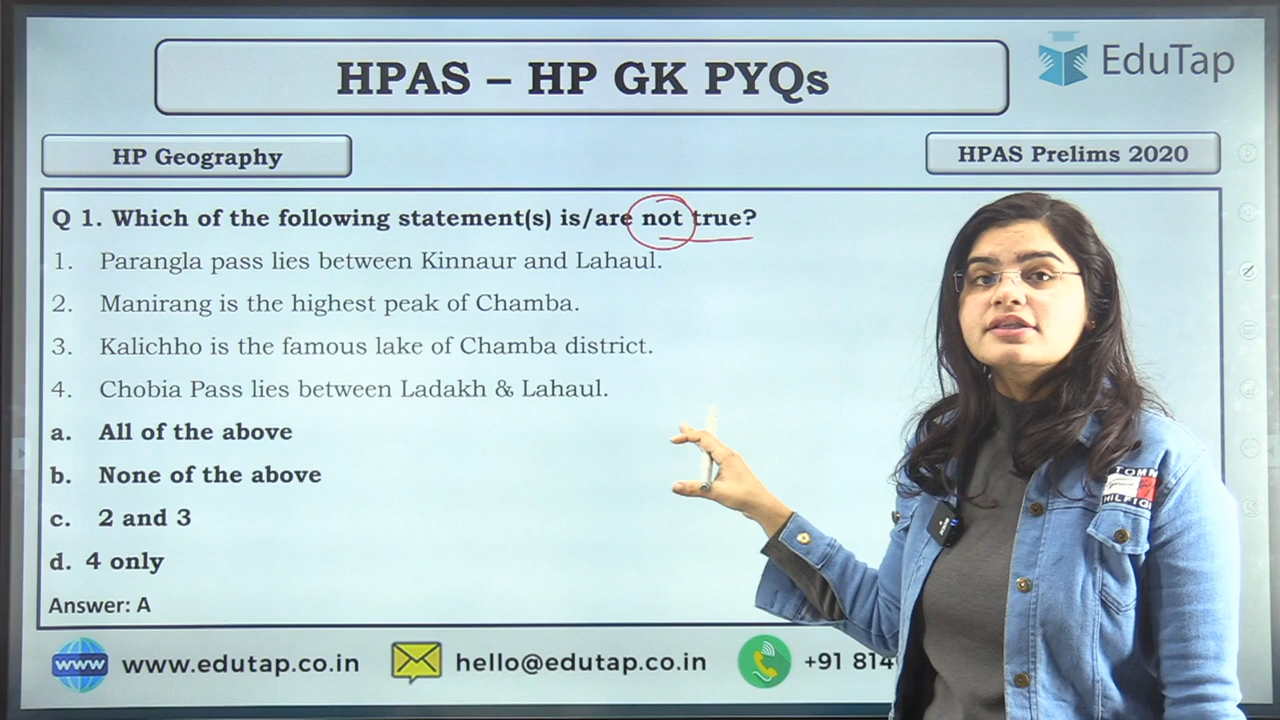 HPAS – HP GK PYQs
EduTap
HP Geography
HPAS Prelims 2020
Q 1. Which of the following statement(s) is/are not true?
1. Parangla pass lies between Kinnaur and Lahaul.
2. Manirang is the highest peak of Chamba.
3. Kalichho is the famous lake of Chamba district.
4. Chobia Pass lies between Ladakh & Lahaul.
a. All of the above
b. None of the above
c. 2 and 3
d. 4 only
Answer: A
www www.edutap.co.in hello@edutap.co.in +91 814
TOMM
HILFIG